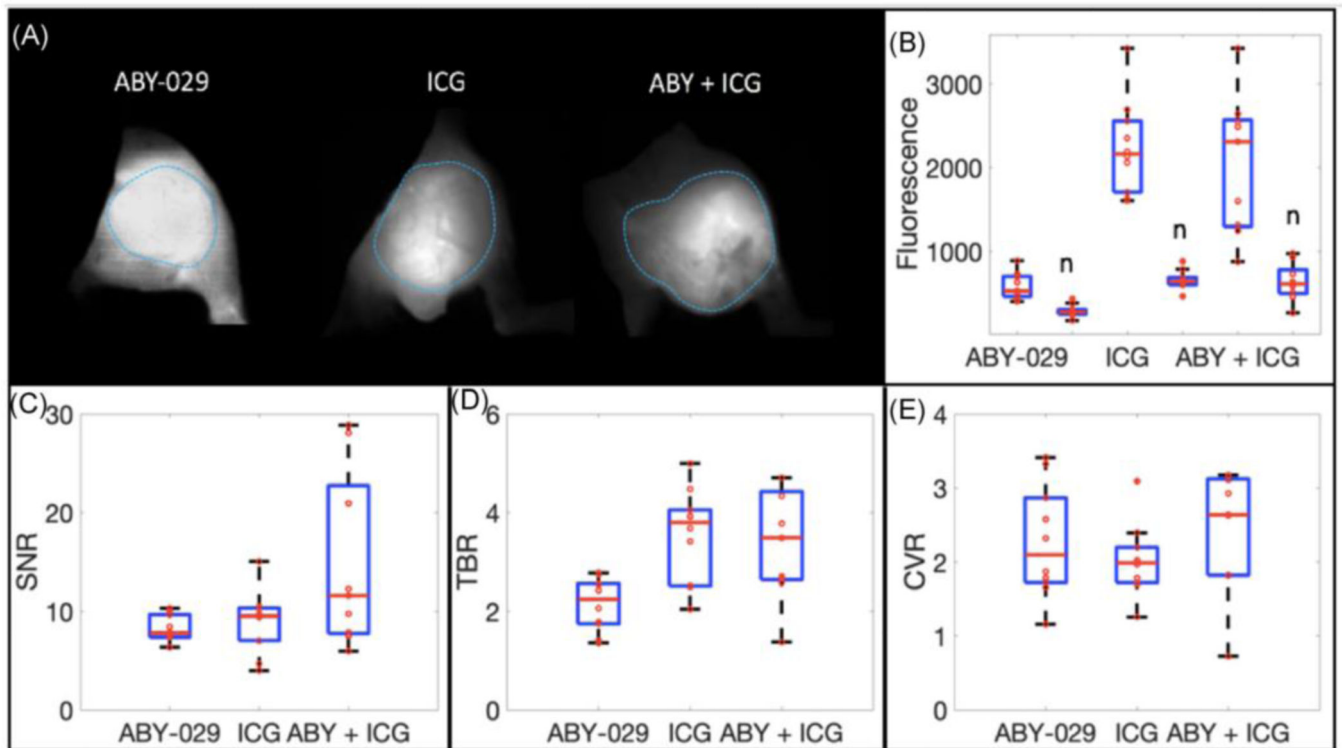 (A)
ABY-029 ICG ABY + ICG
(B)
Fluorescence
3000
2000
1000
n n n
ABY-029 ICG ABY + ICG
(C)
SNR
30
20
10
0
ABY-029 ICG ABY + ICG
(D)
TBR
6
4
2
0
ABY-029 ICG ABY + ICG
(E)
CVR
4
3
2
1
0
ABY-029 ICG ABY + ICG